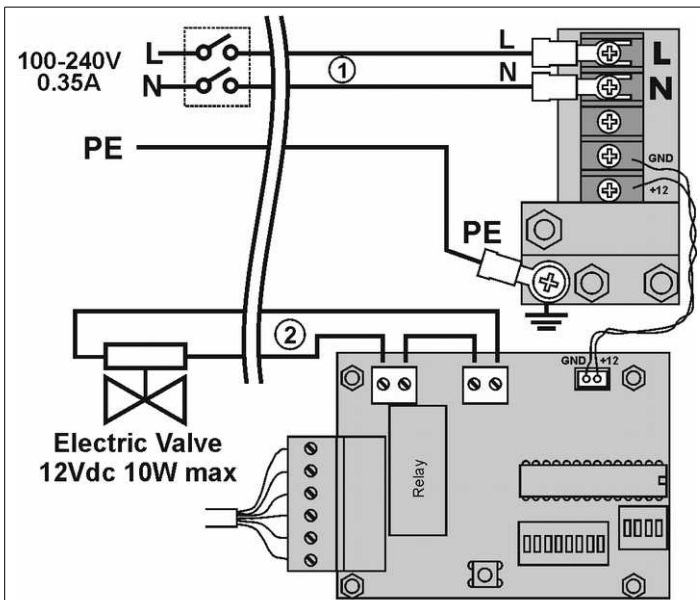 100-240V
0.35A
L
N
1
L
N
L
N
PE
GND
+12
PE
2
GND
+12
Electric Valve
12Vdc 10W max
Relay